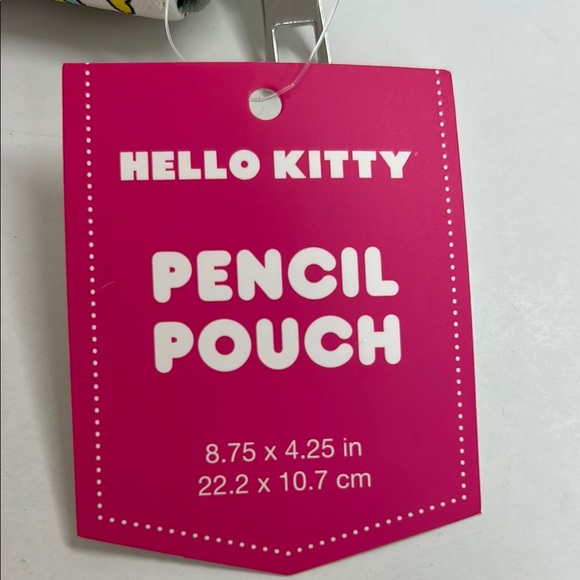 HELLO KITTY
PENCIL
POUCH
8.75 x 4.25 in
22.2 x 10.7 cm